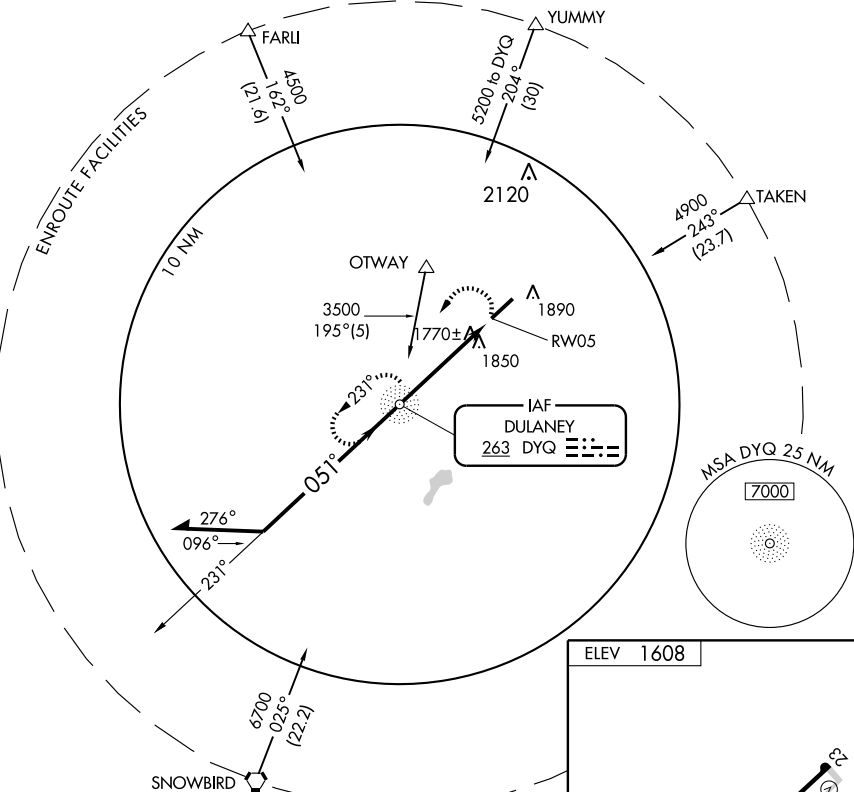 FARLI
4500
162°
(21.6)
YUMMY
5200 to DYQ
204°
(30)
ENROUTE FACILITIES
2120
TAKEN
4900
243°
(23.7)
10 NM
OTWAY
3500
195°(5)
1770±
1890
1850
RW05
231°
IAF
DULANEY
263 DYQ
051°
MSA DYQ 25 NM
7000
276°
096°
231°
6700
025°
(22.2)
SNOWBIRD
ELEV 1608
23
A